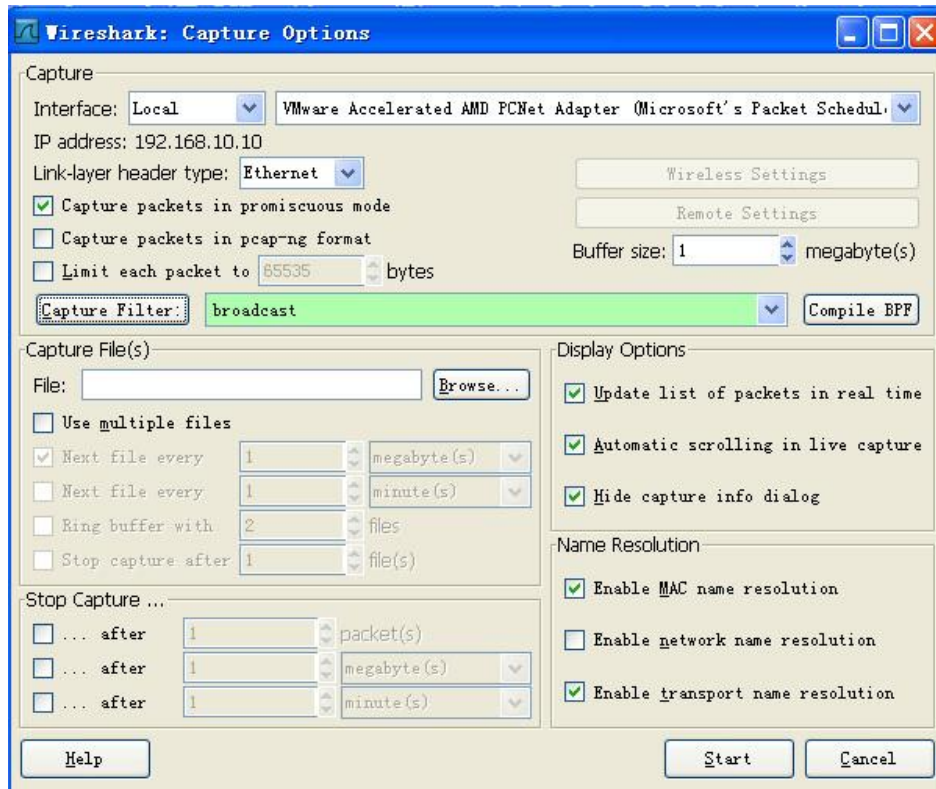 Wireshark: Capture Options
Capture
Interface: Local VMware Accelerated AMD PCNet Adapter (Microsoft's Packet Schedul
IP address: 192.168.10.10
Link-layer header type: Ethernet
Wireless Settings
Capture packets in promiscuous mode
Remote Settings
Capture packets in pcap-ng format
Buffer size: 1 megabyte(s)
Limit each packet to 65535 bytes
Capture Filter: broadcast Compile BPF
Capture File(s)
File: Browse...
Use multiple files
Next file every 1 megabyte(s)
Next file every 1 minute(s)
Ring buffer with 2 files
Stop capture after 1 file(s)
Display Options
Update list of packets in real time
Automatic scrolling in live capture
Hide capture info dialog
Stop Capture ...
... after 1 packet(s)
... after 1 megabyte(s)
... after 1 minute(s)
Name Resolution
Enable MAC name resolution
Enable network name resolution
Enable transport name resolution
Help Start Cancel